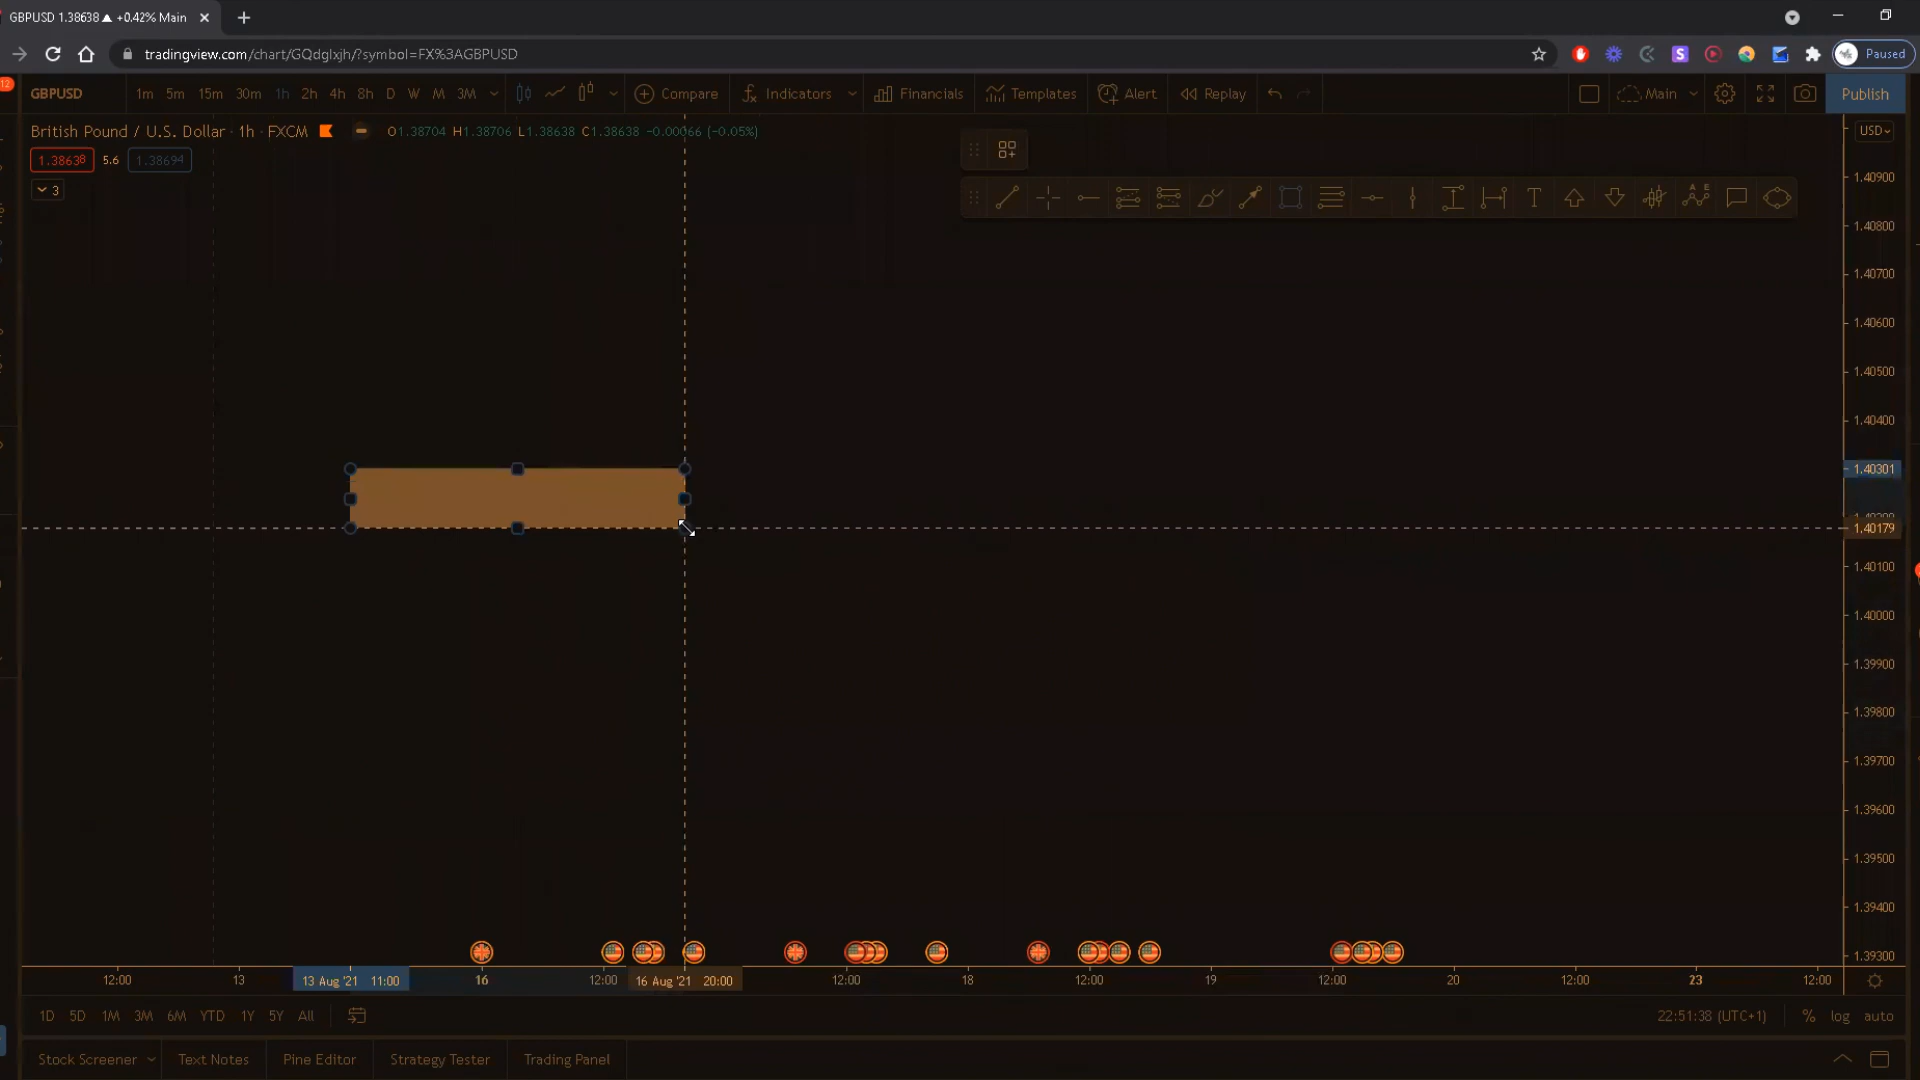 GBPUSD 1.38638 ▲ +0.42% Main
tradingview.com/chart/GQdglxjh/?symbol=FX%3AGBPUSD
Paused
12
GBPUSD 1m 5m 15m 30m 1h 2h 4h 8h D W M 3M Compare Indicators Financials Templates Alert Replay Main Publish
British Pound / U.S. Dollar · 1h · FXCM O1.38704 H1.38706 L1.38638 C1.38638 -0.00066 (-0.05%)
USD
1.38638 5.6 1.38694
3
T
A E
1.40900
1.40800
1.40700
1.40600
1.40500
1.40400
1.40301
1.40179
1.40100
1.40000
1.39900
1.39800
1.39700
1.39600
1.39500
1.39400
1.39300
12:00 13 13 Aug '21 11:00 16 12:00 16 Aug '21 20:00 12:00 18 12:00 19 12:00 20 12:00 23 12:00
1D 5D 1M 3M 6M YTD 1Y 5Y All 22:51:38 (UTC+1) % log auto
Stock Screener Text Notes Pine Editor Strategy Tester Trading Panel